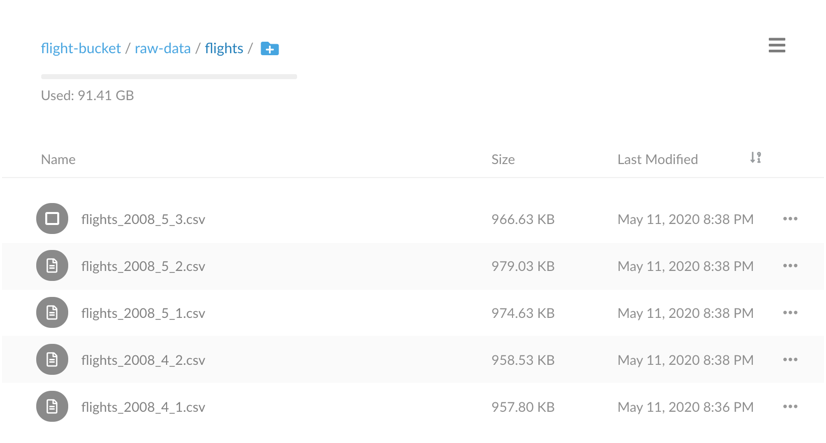 flight-bucket / raw-data / flights /
Used: 91.41 GB
Name Size Last Modified
flights_2008_5_3.csv 966.63 KB May 11, 2020 8:38 PM
flights_2008_5_2.csv 979.03 KB May 11, 2020 8:38 PM
flights_2008_5_1.csv 974.63 KB May 11, 2020 8:38 PM
flights_2008_4_2.csv 958.53 KB May 11, 2020 8:38 PM
flights_2008_4_1.csv 957.80 KB May 11, 2020 8:36 PM